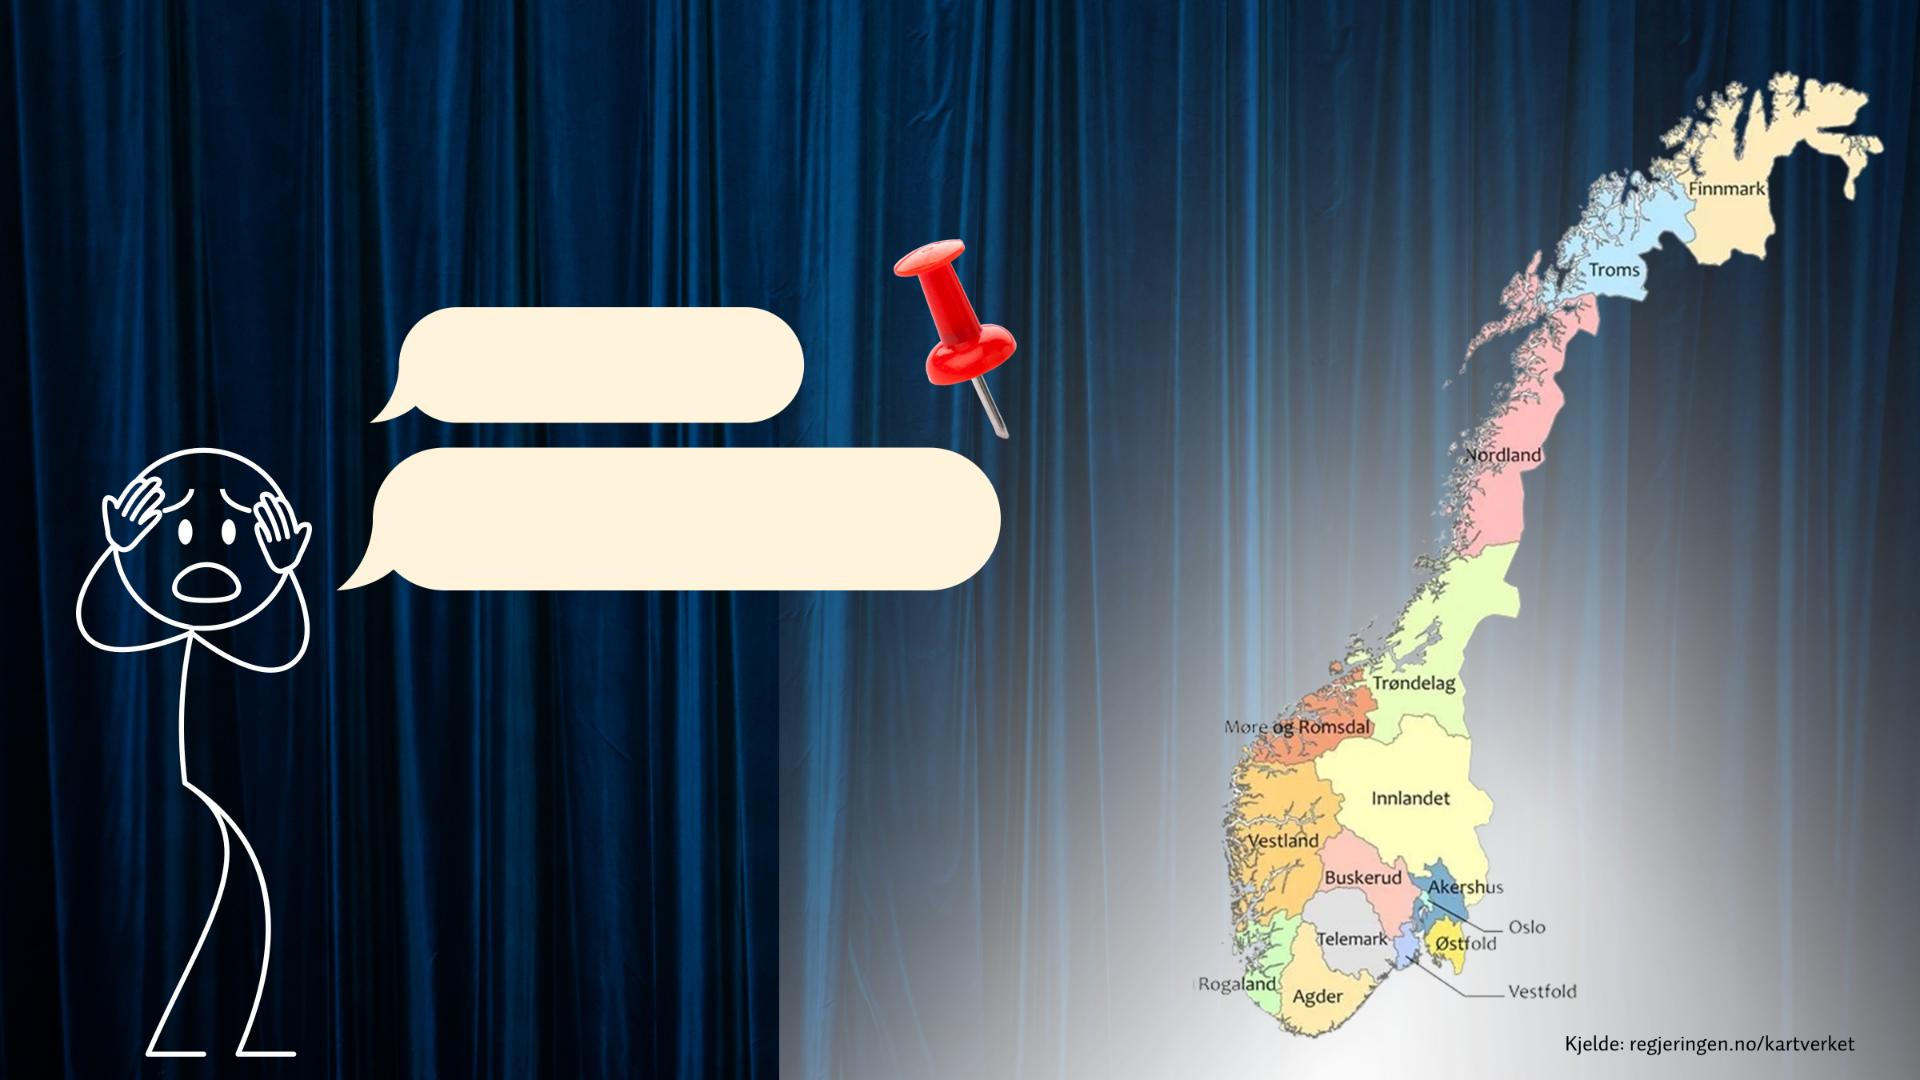 Finnmark
Troms
Nordland
Trøndelag
Møre og Romsdal
Innlandet
Vestland
Buskerud
Akershus
Oslo
Telemark
Østfold
Rogaland
Agder
Vestfold
Kjelde: regjeringen.no/kartverket